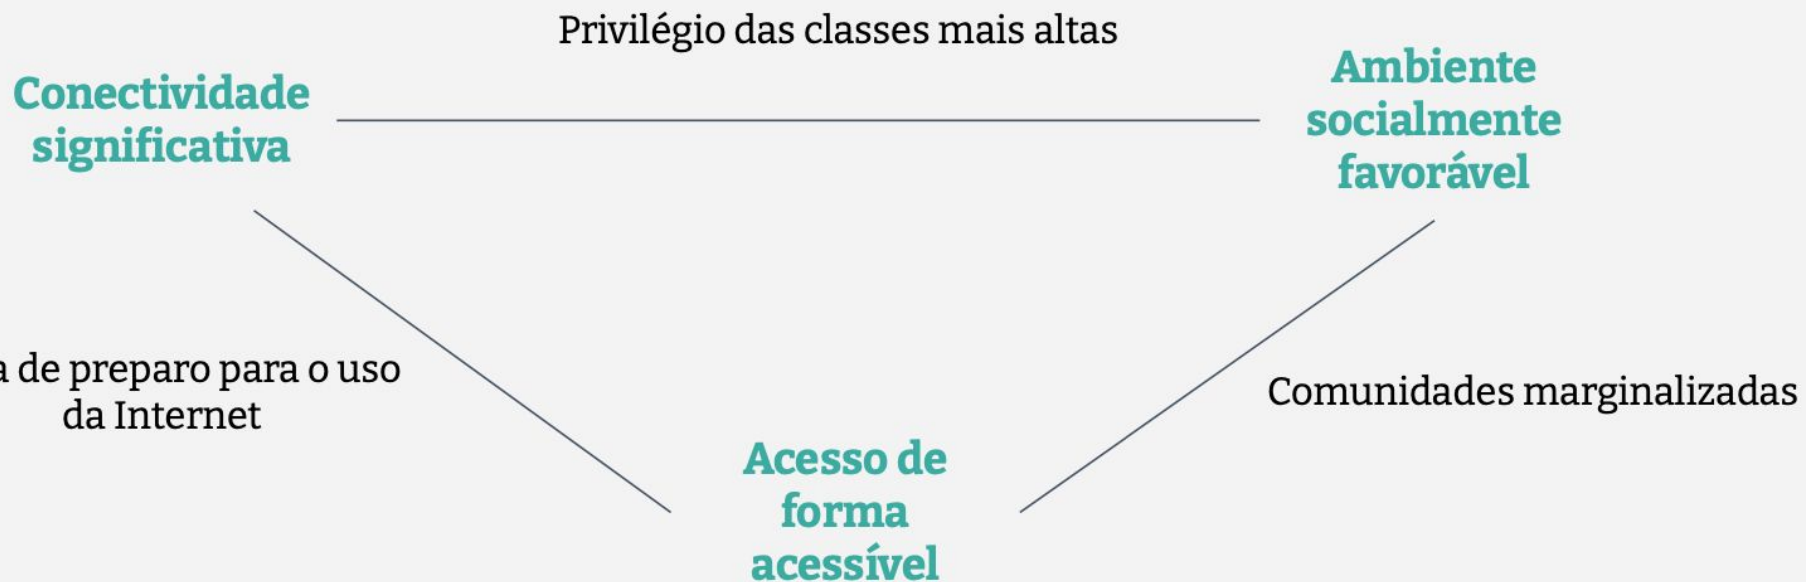 Privilégio das classes mais altas
Conectividade
significativa
Ambiente
socialmente
favorável
de preparo para o uso
da Internet
Comunidades marginalizadas
Acesso de
forma
acessível